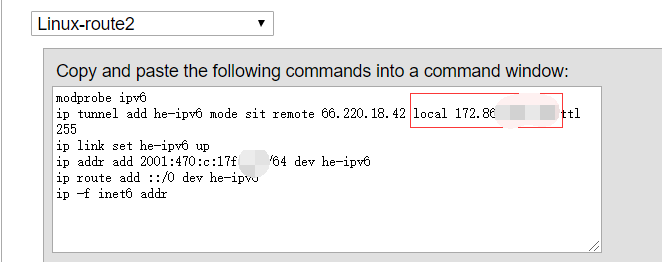 Linux-route2
Copy and paste the following commands into a command window:
modprobe ipv6
ip tunnel add he-ipv6 mode sit remote 66.220.18.42 local 172.86 ttl
255
ip link set he-ipv6 up
ip addr add 2001:470:c:17f /64 dev he-ipv6
ip route add ::/0 dev he-ipv6
ip -f inet6 addr